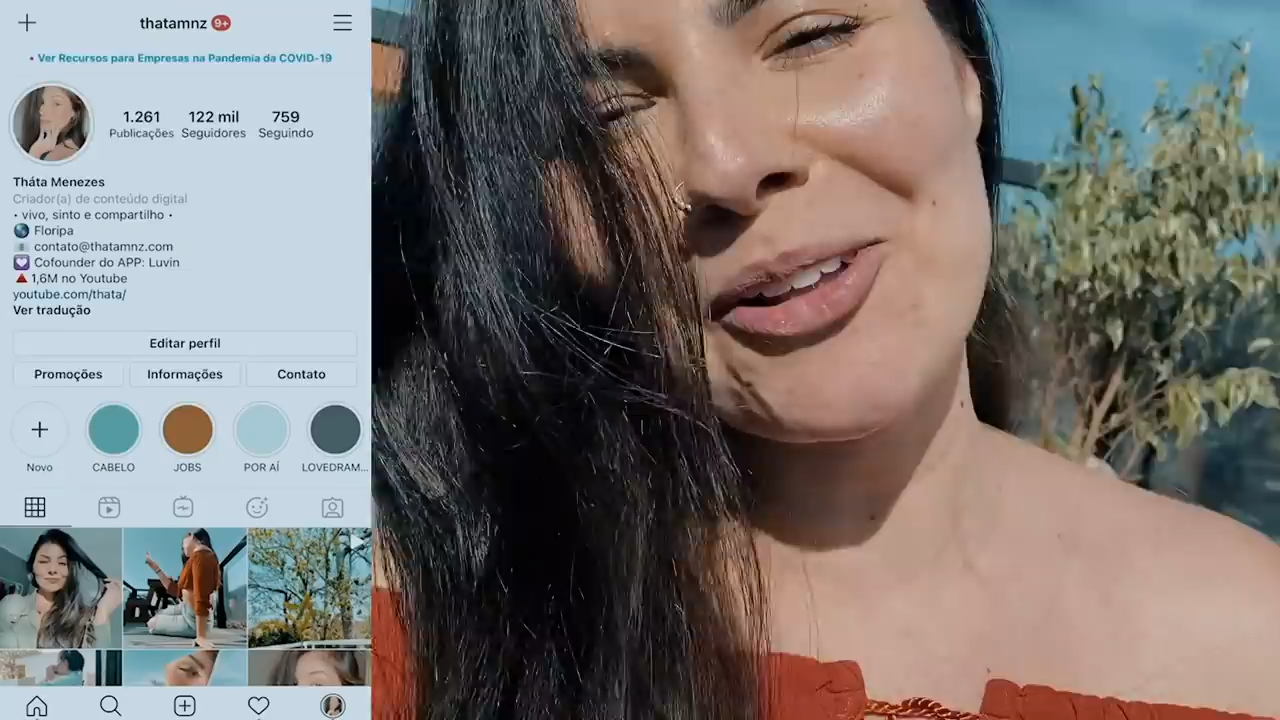 thatamnz 9+
• Ver Recursos para Empresas na Pandemia da COVID-19
1.261 122 mil 759
Publicações Seguidores Seguindo
Tháta Menezes
Criador(a) de conteúdo digital
• vivo, sinto e compartilho •
Floripa
contato@thatamnz.com
Cofounder do APP: Luvin
1,6M no Youtube
youtube.com/thata/
Ver tradução
Editar perfil
Promoções Informações Contato
Novo CABELO JOBS POR AÍ LOVEDRAM...